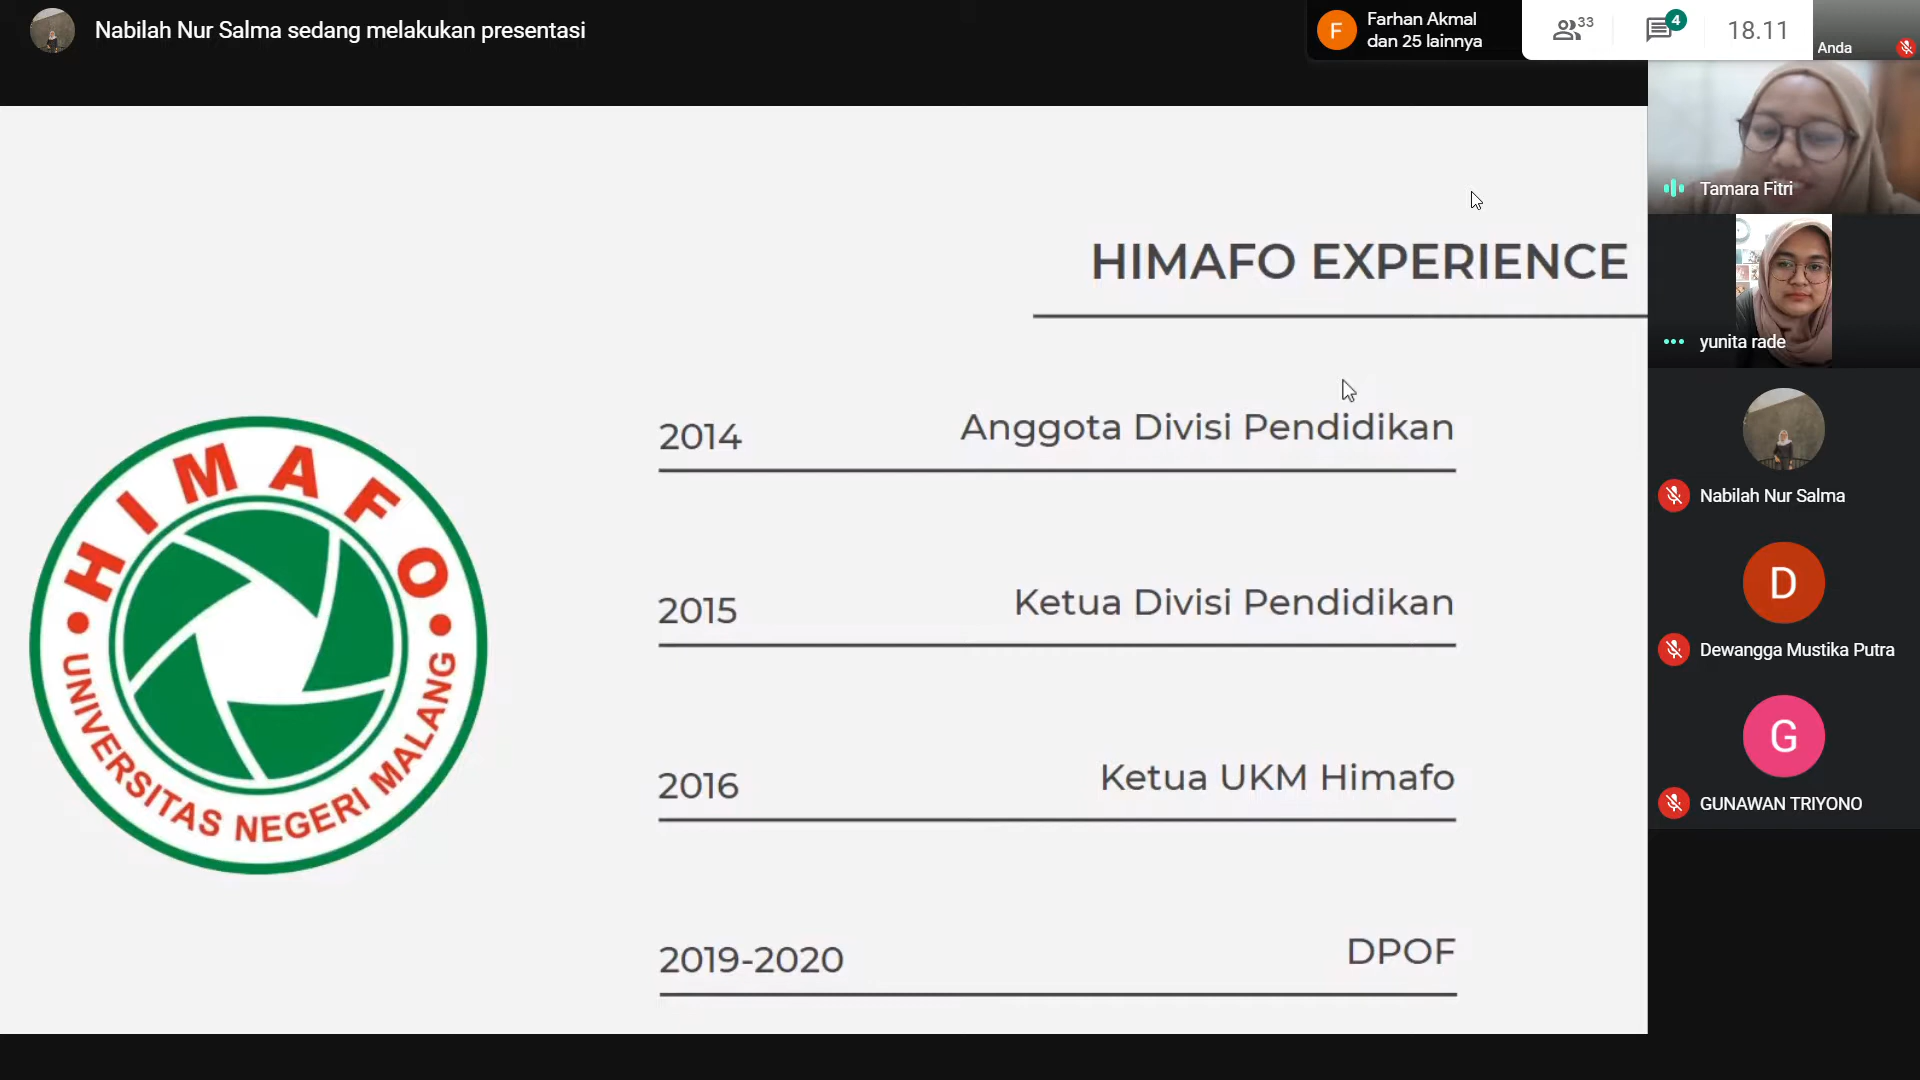 Nabilah Nur Salma sedang melakukan presentasi
F
Farhan Akmal
dan 25 lainnya
33
4
18.11
Anda
Tamara Fitri
yunita rade
Nabilah Nur Salma
D
Dewangga Mustika Putra
G
GUNAWAN TRIYONO
HIMAFO EXPERIENCE
HIMAFO
UNIVERSITAS NEGERI MALANG
2014 Anggota Divisi Pendidikan
2015 Ketua Divisi Pendidikan
2016 Ketua UKM Himafo
2019-2020 DPOF